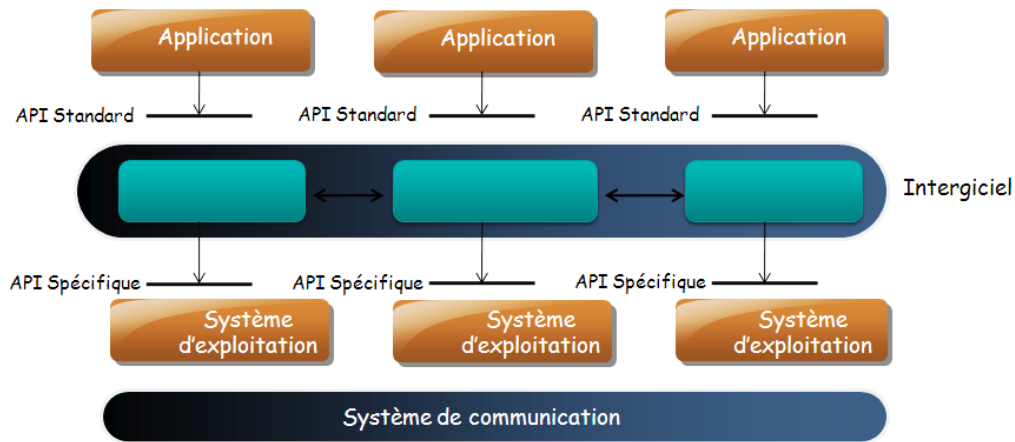 Application
Application
Application
API Standard
API Standard
API Standard
Intergiciel
API Spécifique
API Spécifique
API Spécifique
Système
d'exploitation
Système
d'exploitation
Système
d'exploitation
Système de communication